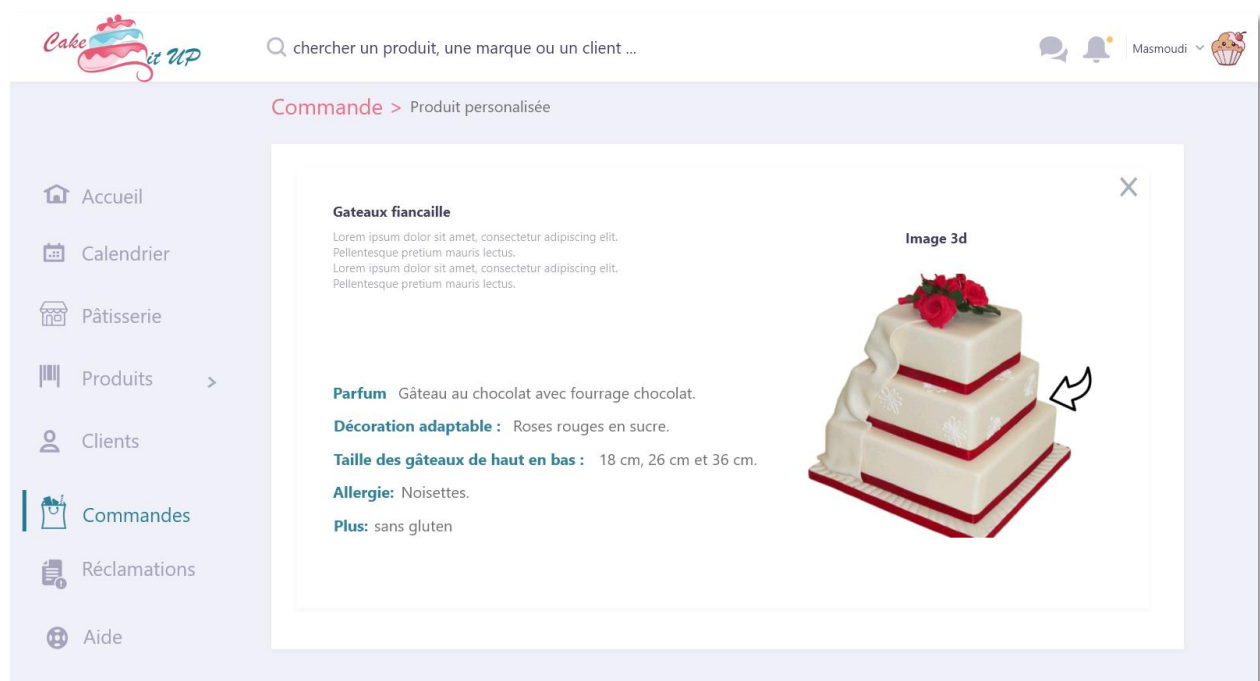 Cake it UP
chercher un produit, une marque ou un client ...
Masmoudi
Commande > Produit personalisée
Accueil
Calendrier
Pâtisserie
Produits >
Clients
Commandes
Réclamations
Aide
Gateaux fiancaille
Lorem ipsum dolor sit amet, consectetur adipiscing elit.
Pellentesque pretium mauris lectus.
Lorem ipsum dolor sit amet, consectetur adipiscing elit.
Pellentesque pretium mauris lectus.
Image 3d
Parfum Gâteau au chocolat avec fourrage chocolat.
Décoration adaptable : Roses rouges en sucre.
Taille des gâteaux de haut en bas : 18 cm, 26 cm et 36 cm.
Allergie: Noisettes.
Plus: sans gluten